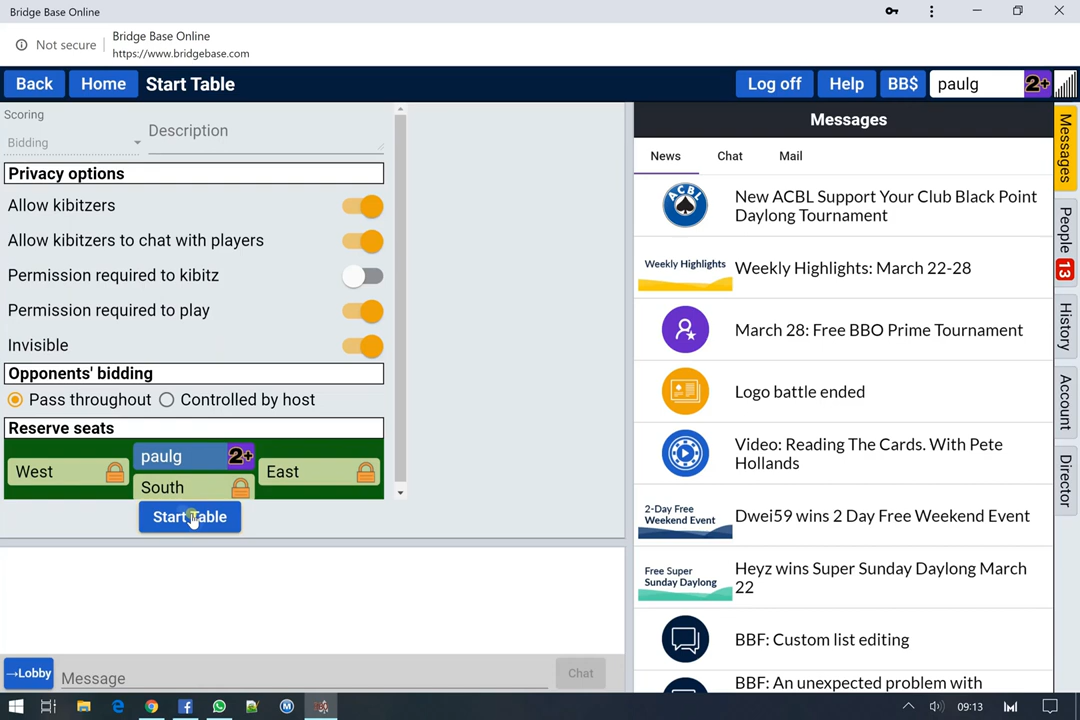 Bridge Base Online
Not secure
Bridge Base Online
https://www.bridgebase.com
Back
Home
Start Table
Log off
Help
BB$
paulg
2+
Scoring
Bidding
Description
Privacy options
Allow kibitzers
Allow kibitzers to chat with players
Permission required to kibitz
Permission required to play
Invisible
Opponents' bidding
Pass throughout
Controlled by host
Reserve seats
paulg
2+
West
East
South
Start Table
→Lobby
Message
Chat
Messages
News
Chat
Mail
ACBL
New ACBL Support Your Club Black Point
Daylong Tournament
Weekly Highlights
Weekly Highlights: March 22-28
March 28: Free BBO Prime Tournament
Logo battle ended
Video: Reading The Cards. With Pete
Hollands
2-Day Free
Weekend Event
Dwei59 wins 2 Day Free Weekend Event
Free Super
Sunday Daylong
Heyz wins Super Sunday Daylong March
22
BBF: Custom list editing
BBF: An unexpected problem with
Messages
People
13
History
Account
Director
09:13